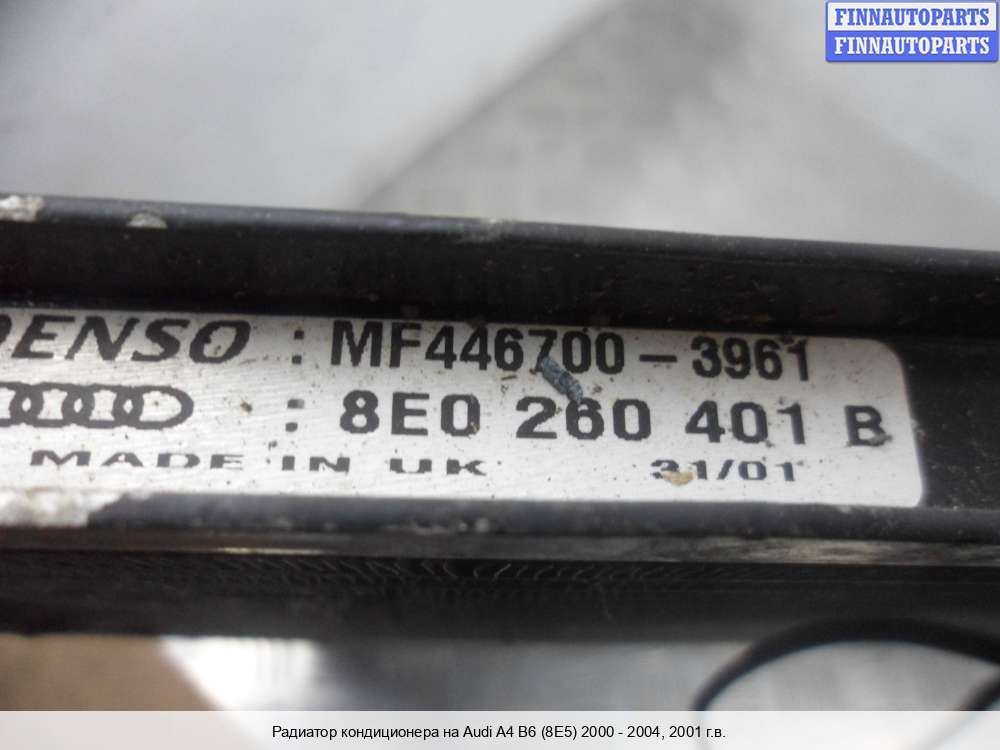 FINNAUTOPARTS
FINNAUTOPARTS
DENSO : MF446700-3961
: 8E0 260 401 B
MADE IN UK 31/01
Радиатор кондиционера на Audi A4 B6 (8E5) 2000 - 2004, 2001 г.в.